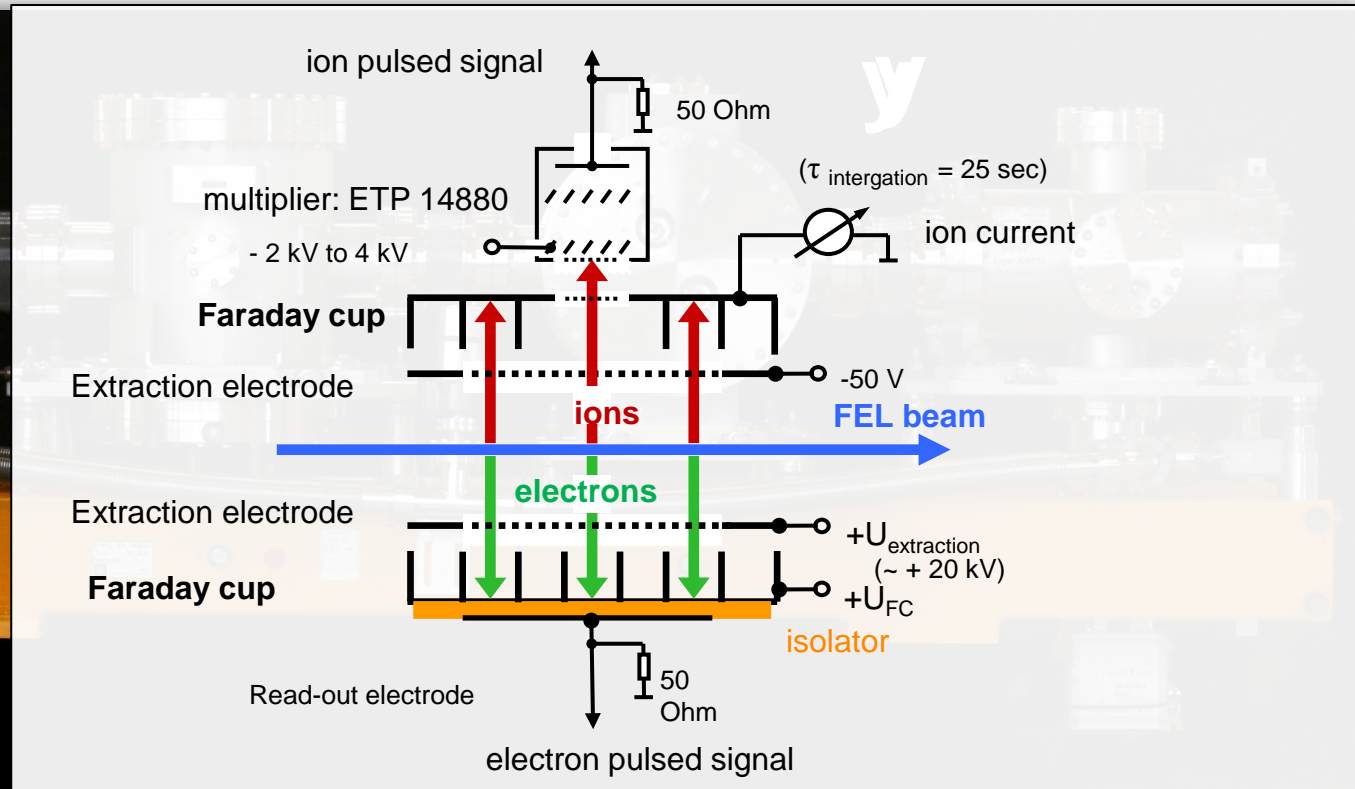 ion pulsed signal
y
50 Ohm
(τ intergation = 25 sec)
multiplier: ETP 14880
ion current
- 2 kV to 4 kV
Faraday cup
Extraction electrode
-50 V
ions
FEL beam
electrons
Extraction electrode
+Uextraction
(~ + 20 kV)
Faraday cup
+UFC
isolator
Read-out electrode
50
Ohm
electron pulsed signal